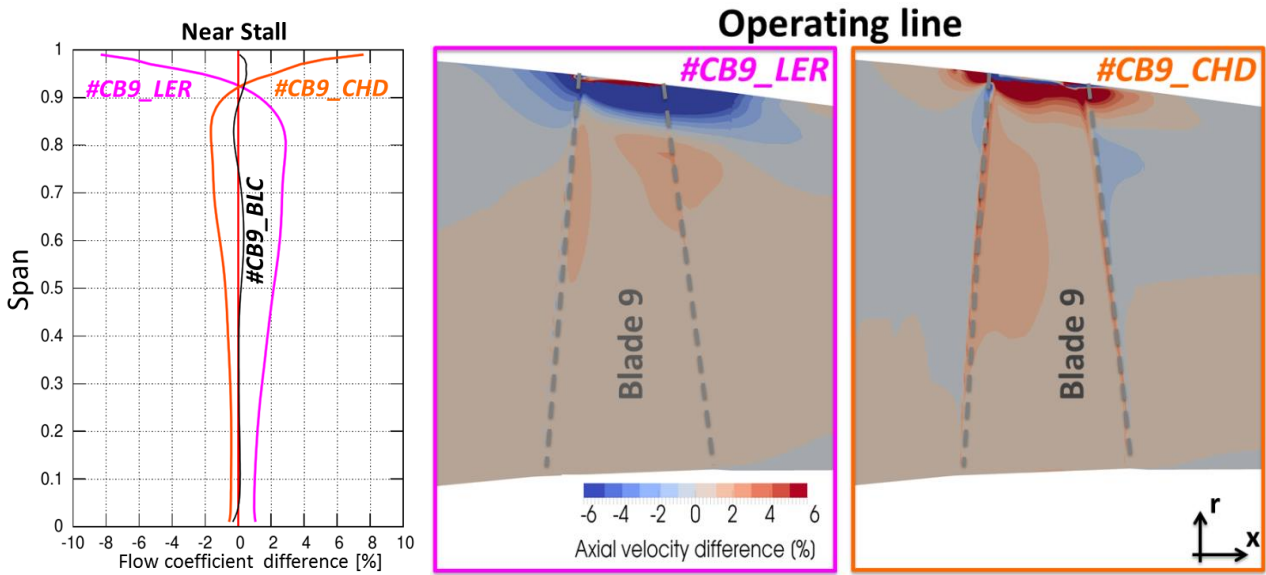 Near Stall
Operating line
1
0.9
0.8
0.7
0.6
0.5
0.4
0.3
0.2
0.1
0
Span
#CB9_LER
#CB9_CHD
#CB9_BLC
-10 -8 -6 -4 -2 0 2 4 6 8 10
Flow coefficient difference [%]
#CB9_LER
Blade 9
-6 -4 -2 0 2 4 6
Axial velocity difference (%)
#CB9_CHD
Blade 9
r
x